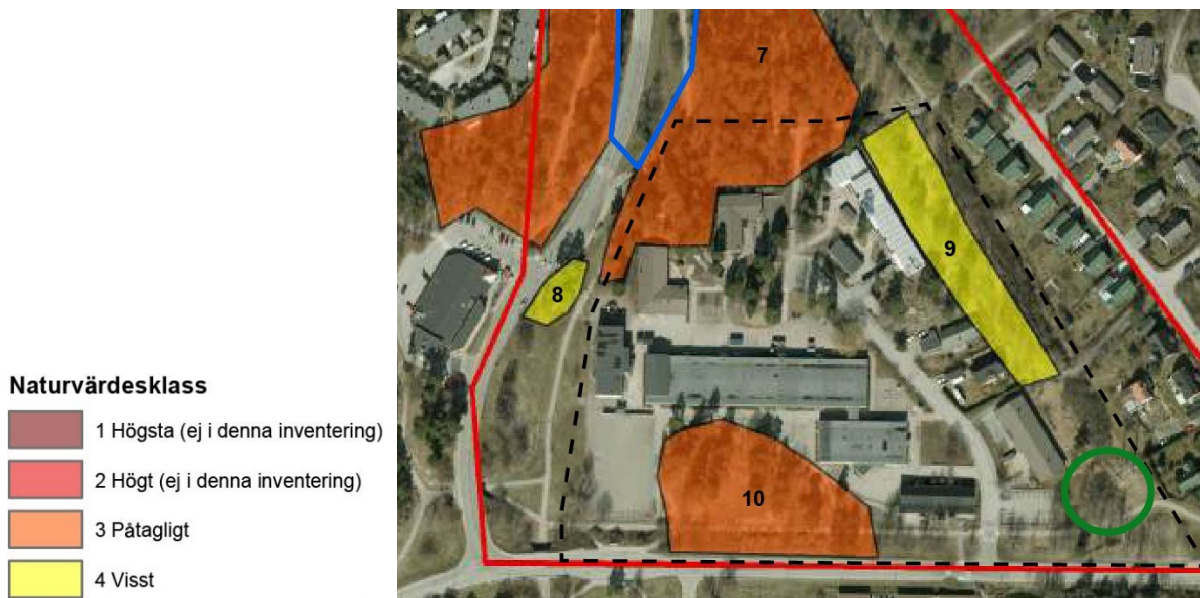 Naturvärdesklass
1 Högsta (ej i denna inventering)
2 Högt (ej i denna inventering)
3 Påtagligt
4 Visst
7
8
9
10